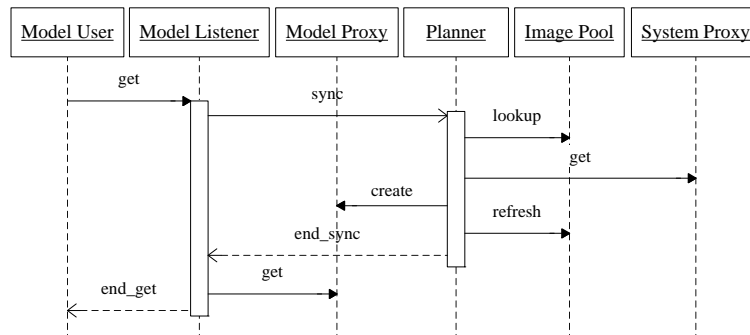 Model User
Model Listener
Model Proxy
Planner
Image Pool
System Proxy
get
sync
lookup
get
create
refresh
end_sync
get
end_get